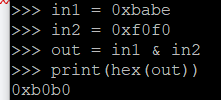 >>> in1 = 0xbabe
>>> in2 = 0xf0f0
>>> out = in1 & in2
>>> print(hex(out))
0xb0b0